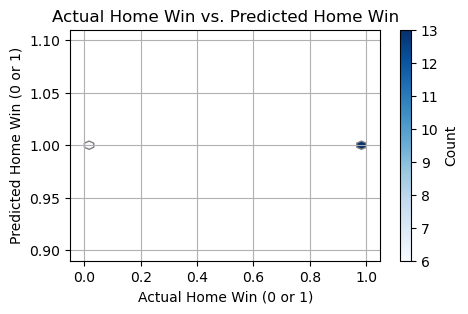 Actual Home Win vs. Predicted Home Win
1.10
1.05
1.00
0.95
0.90
Predicted Home Win (0 or 1)
0.0 0.2 0.4 0.6 0.8 1.0
Actual Home Win (0 or 1)
13
12
11
10
9
8
7
6
Count